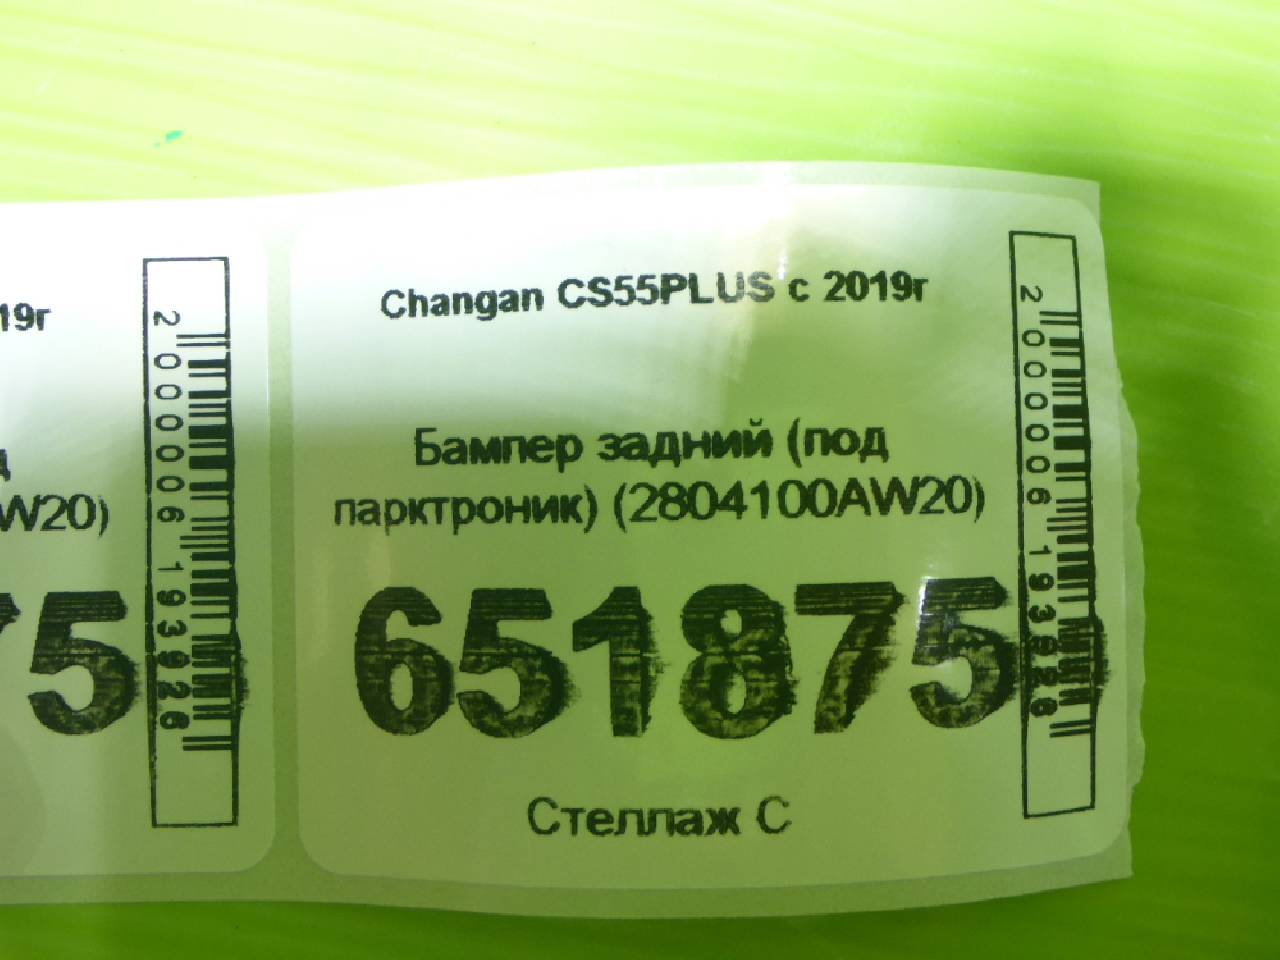 Changan CS55PLUS с 2019г
Бампер задний (под
парктроник) (2804100AW20)
651875
Стеллаж С
2000006193926
19г
W20)
75
2000006193926